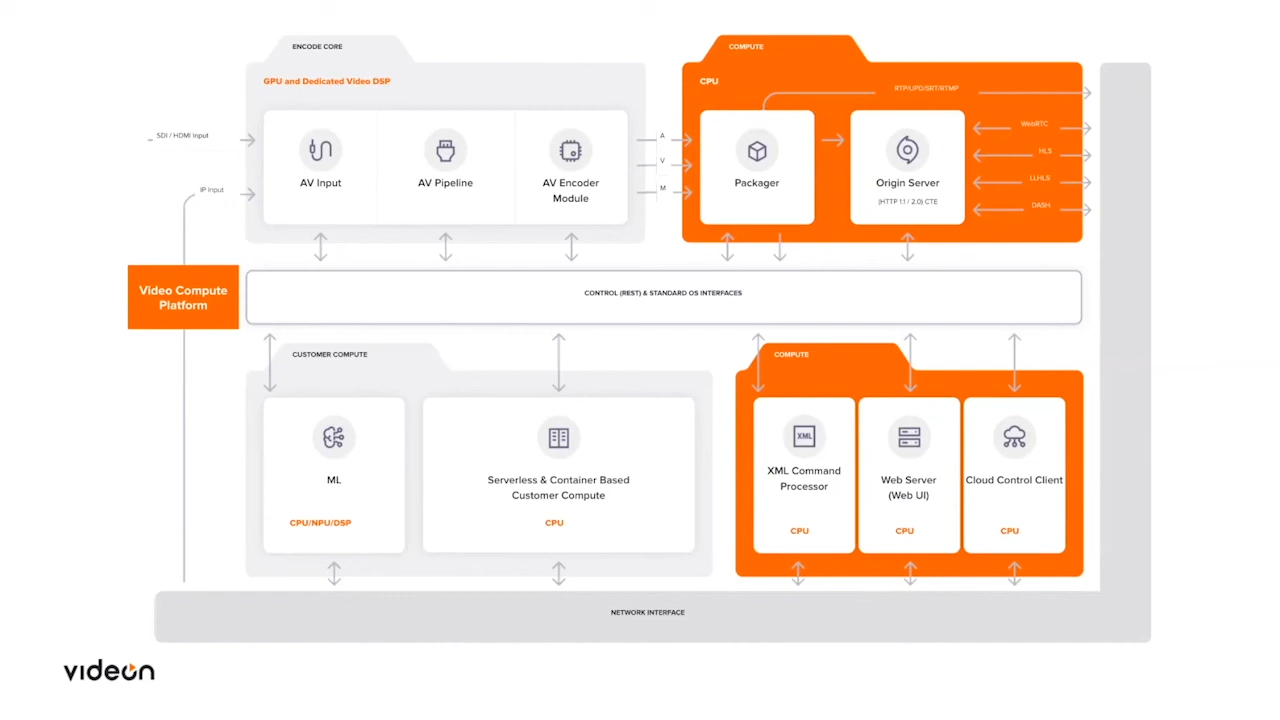 ENCODE CORE
GPU and Dedicated Video DSP
SDI / HDMI Input
IP Input
AV Input
AV Pipeline
AV Encoder
Module
A
V
M
COMPUTE
CPU
RTP/UPD/SRT/RTMP
Packager
Origin Server
(HTTP 1.1 / 2.0) CTE
WebRTC
HLS
LLHLS
DASH
Video Compute
Platform
CONTROL (REST) & STANDARD OS INTERFACES
CUSTOMER COMPUTE
ML
CPU/NPU/DSP
Serverless & Container Based
Customer Compute
CPU
COMPUTE
XML
XML Command
Processor
CPU
Web Server
(Web UI)
CPU
Cloud Control Client
CPU
NETWORK INTERFACE
videon